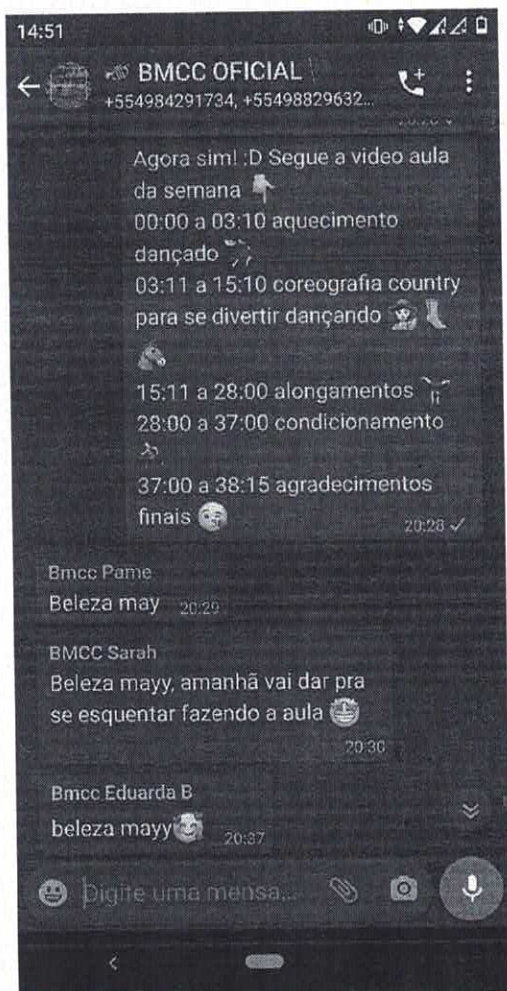 14:51
BMCC OFICIAL
+554984291734, +55498829632...
Agora sim! :D Segue a video aula
da semana
00:00 a 03:10 aquecimento
dançado
03:11 a 15:10 coreografia country
para se divertir dançando
15:11 a 28:00 alongamentos
28:00 a 37:00 condicionamento
37:00 a 38:15 agradecimentos
finais
20:28
Bmcc Pame
Beleza may 20:29
BMCC Sarah
Beleza mayy, amanhã vai dar pra
se esquentar fazendo a aula
20:30
Bmcc Eduarda B
beleza mayy 20:37
Digite uma mensa...